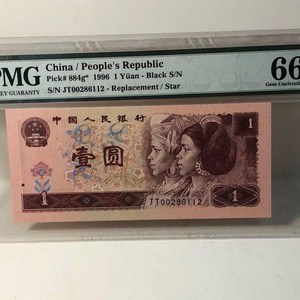 PMG
China / People's Republic
Pick# 884g* 1996 1 Yüan - Black S/N
S/N JT00286112 - Replacement / Star
66
Gem Uncirculated
Y GUARANTY
中国人民银行
1
壹圆
1
1
JT00286112